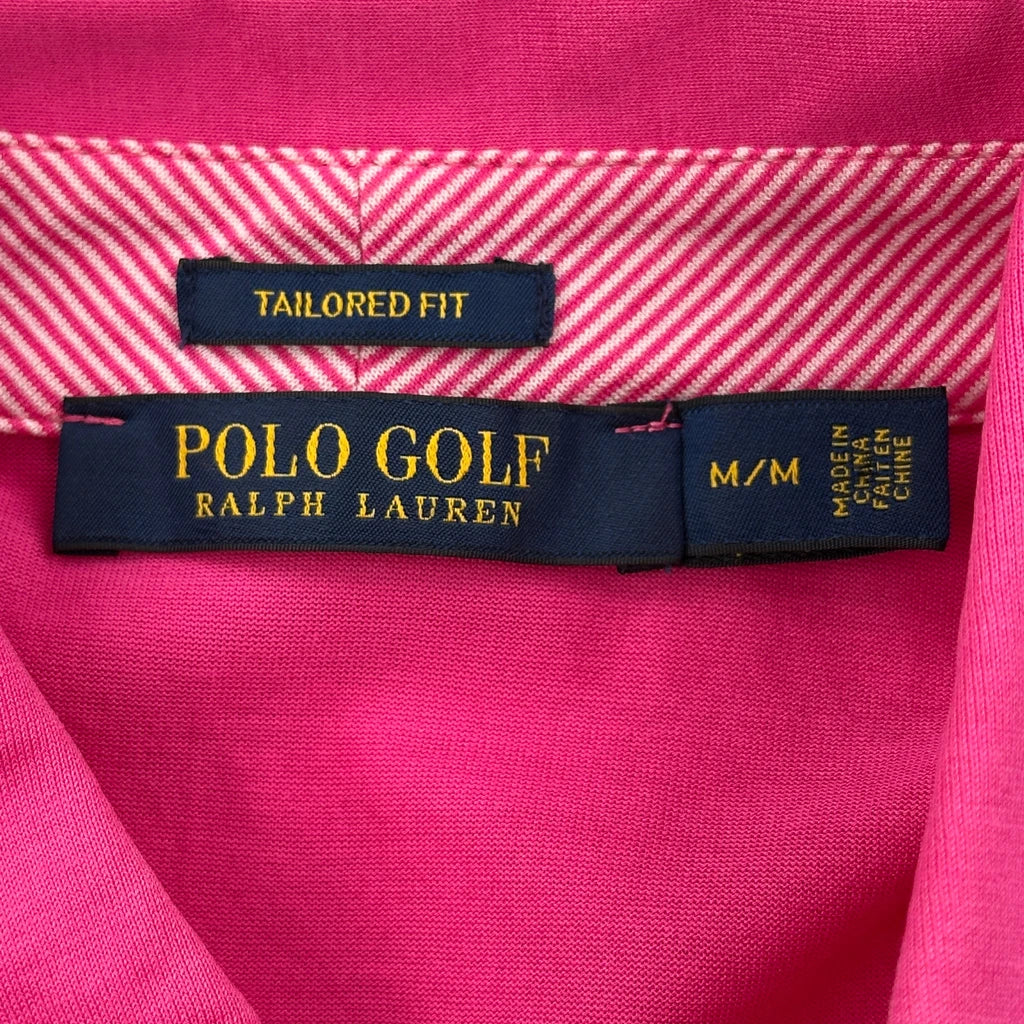 TAILORED FIT
POLO GOLF
RALPH LAUREN
M/M
MADE IN
CHINA
FAIT EN
CHINE